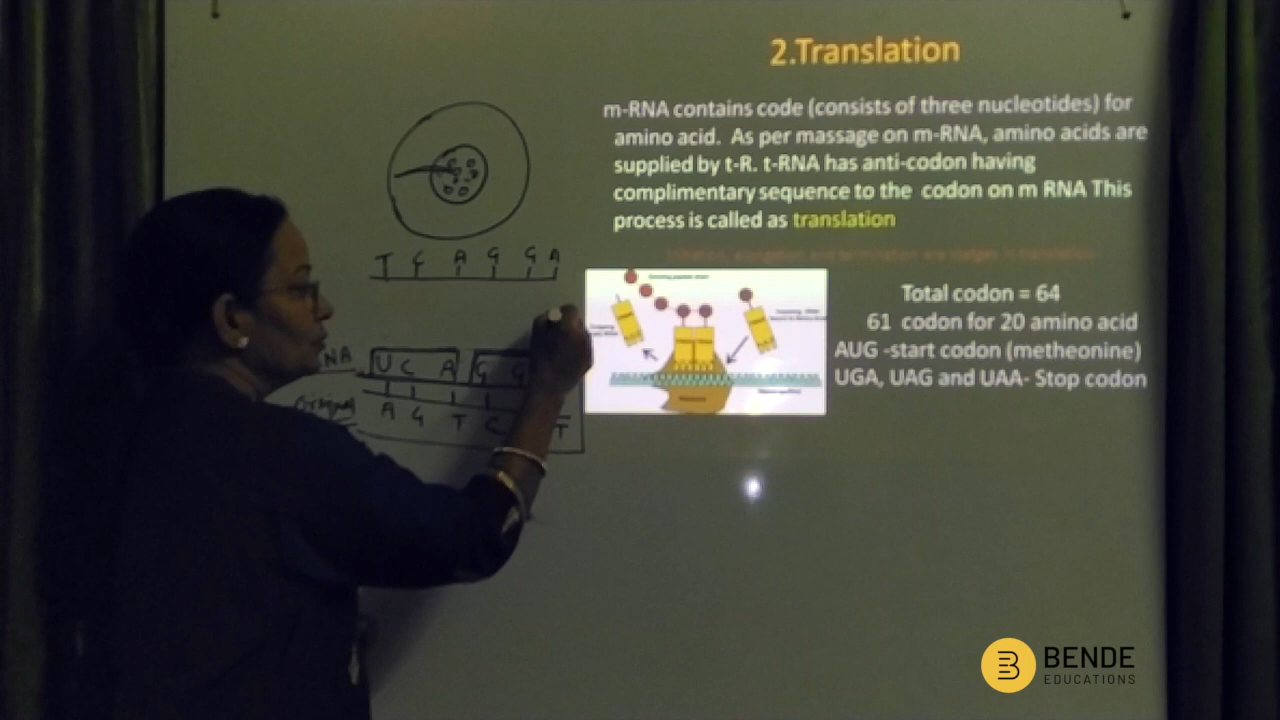 2.Translation
m-RNA contains code (consists of three nucleotides) for
amino acid. As per massage on m-RNA, amino acids are
supplied by t-R. t-RNA has anti-codon having
complimentary sequence to the codon on m RNA This
process is called as translation
T G A G G A
Total codon = 64
61 codon for 20 amino acid
AUG -start codon (metheonine)
UGA, UAG and UAA- Stop codon
NA U C A G G
A G T C T
BENDE
EDUCATIONS